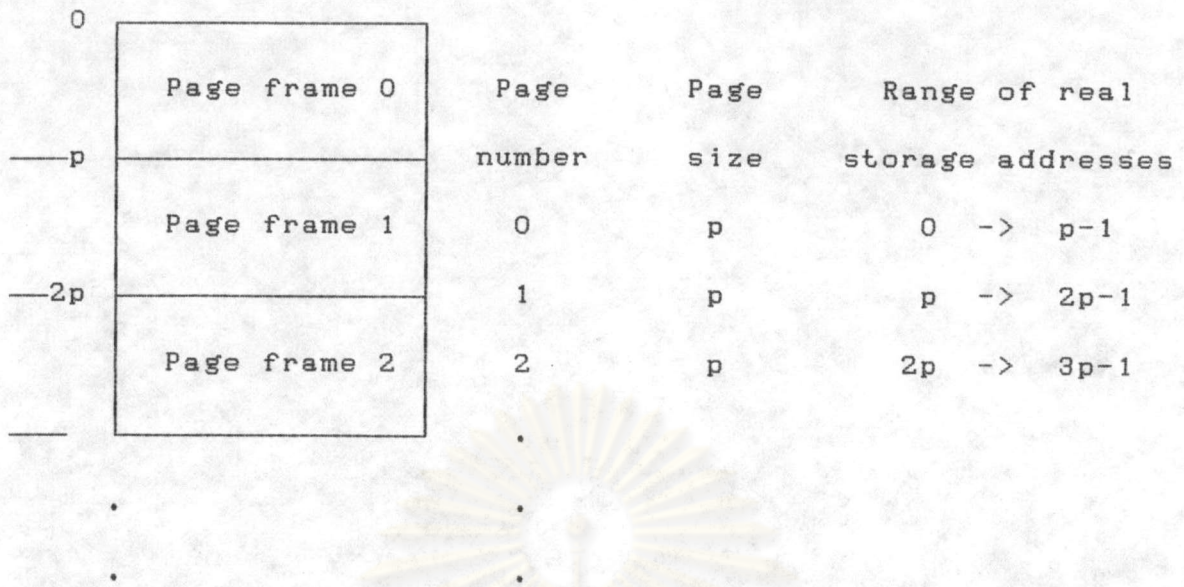 0
Page frame 0 Page Page Range of real
p number size storage addresses
Page frame 1 0 p 0 -> p-1
2p 1 p p -> 2p-1
Page frame 2 2 p 2p -> 3p-1